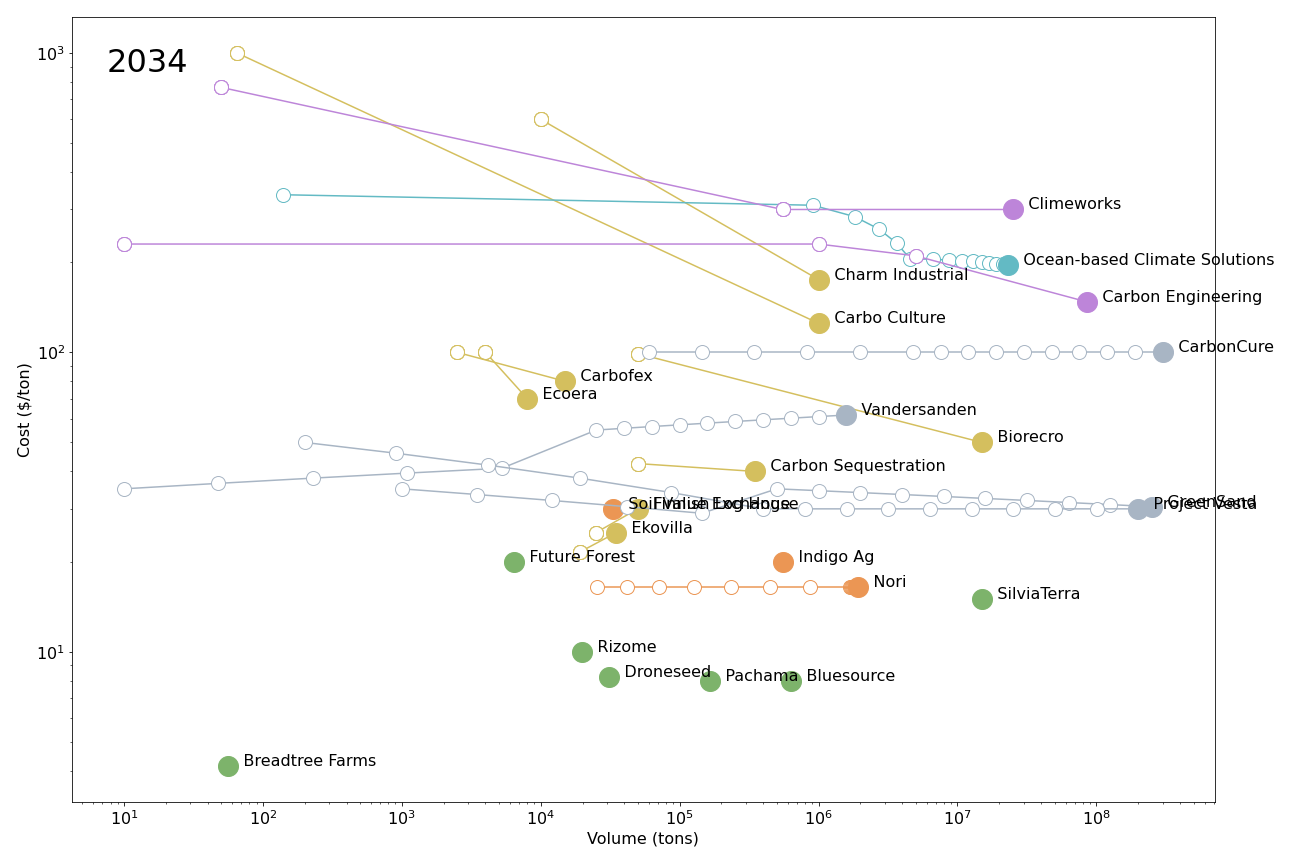 2034
10³
10²
10¹
Cost ($/ton)
Climeworks
Ocean-based Climate Solutions
Charm Industrial
Carbon Engineering
Carbo Culture
CarbonCure
Carbofex
Ecoera
Vandersanden
Biorecro
Carbon Sequestration
GreenSand
Project Vesta
Ekovilla
Future Forest
Indigo Ag
Nori
SilviaTerra
Rizome
Droneseed
Pachama
Bluesource
Breadtree Farms
10¹ 10² 10³ 10⁴ 10⁵ 10⁶ 10⁷ 10⁸
Volume (tons)